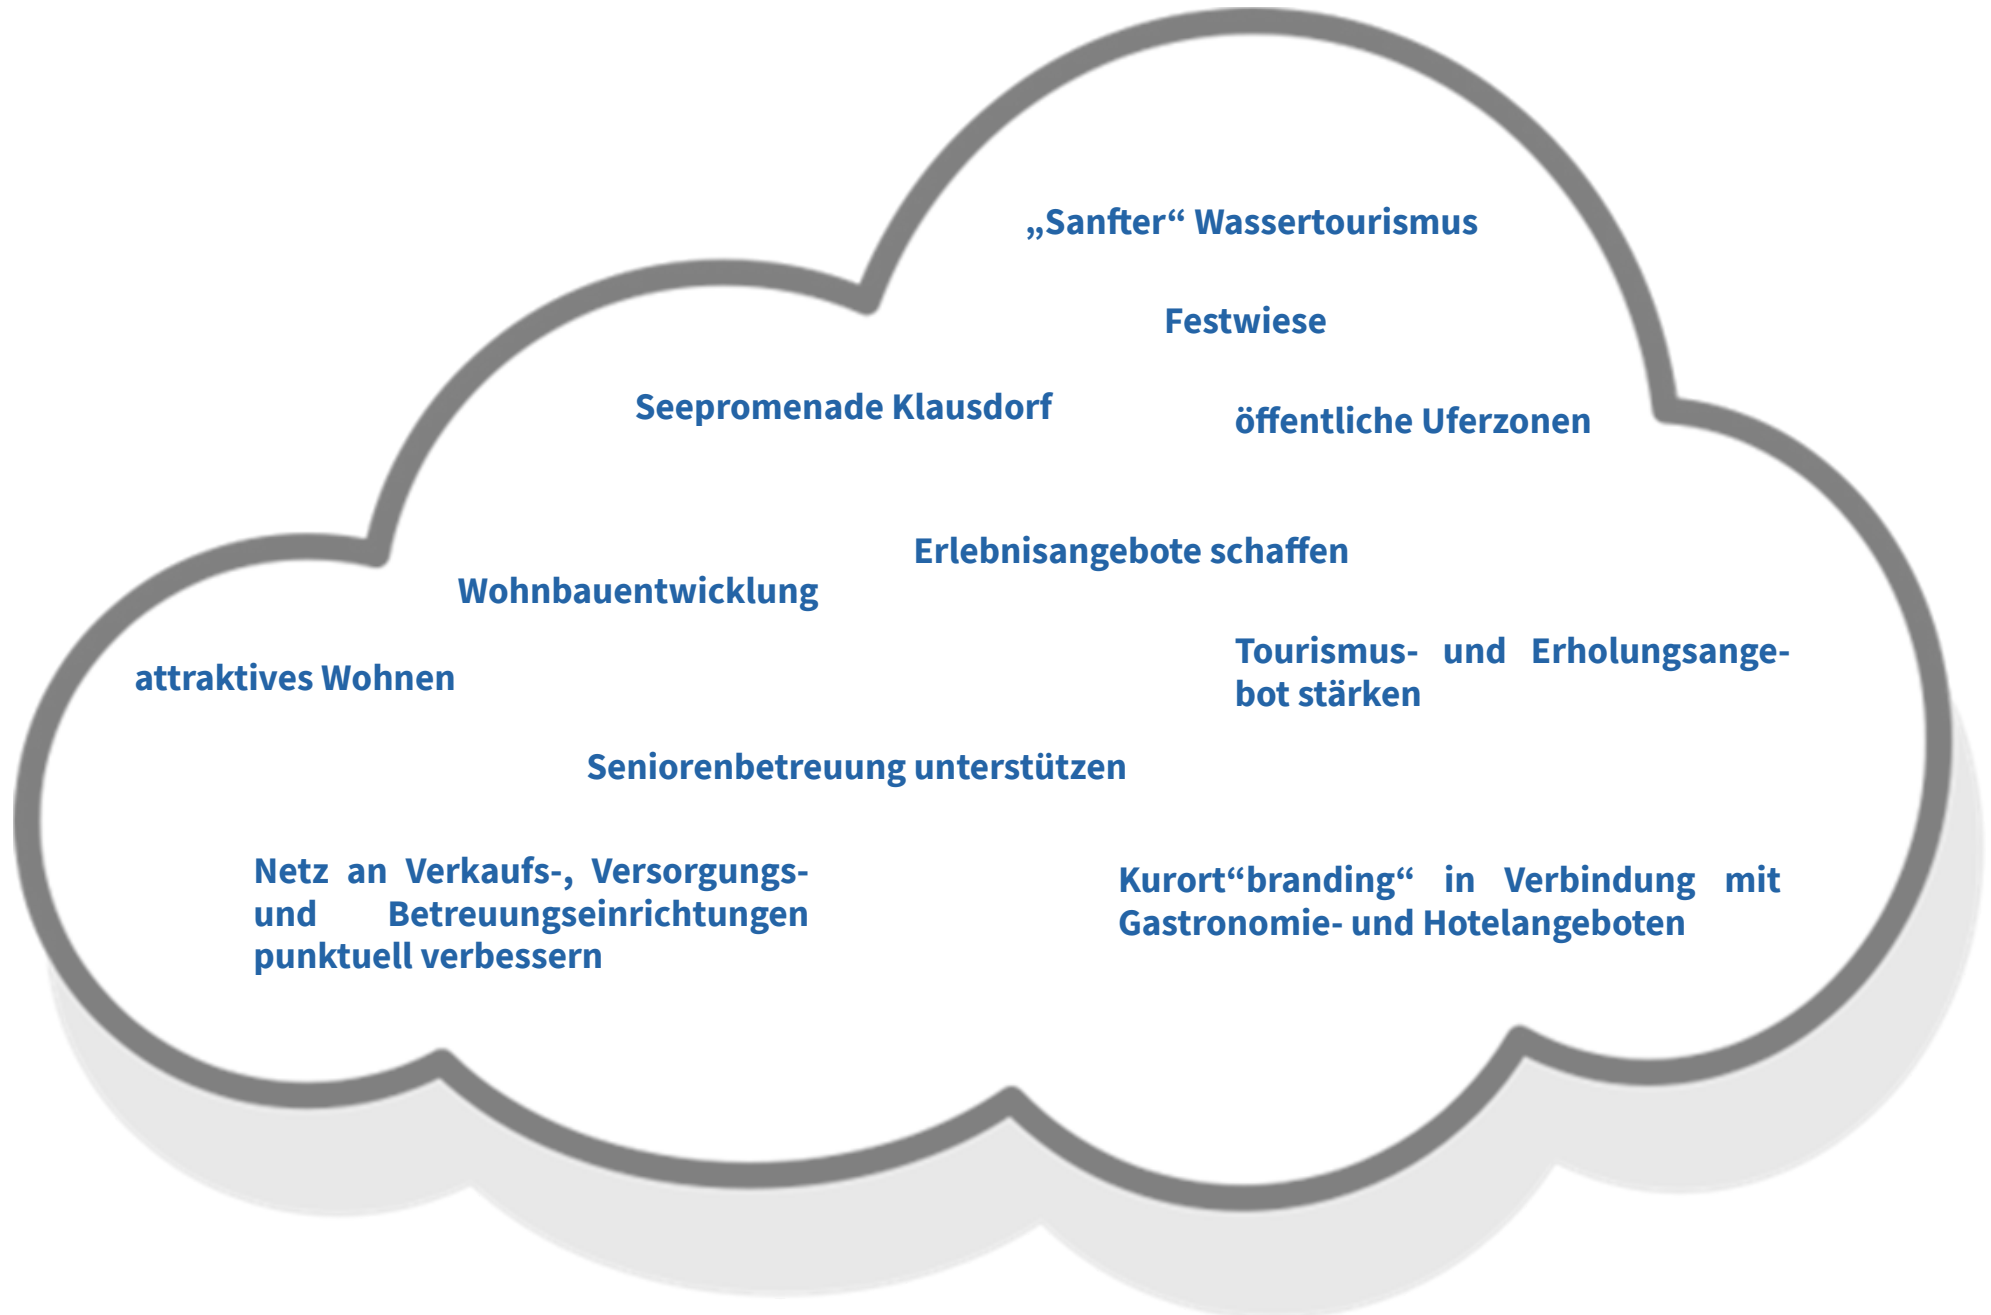 „Sanfter“ Wassertourismus
Festwiese
Seepromenade Klausdorf
öffentliche Uferzonen
Erlebnisangebote schaffen
Wohnbauentwicklung
Tourismus- und Erholungsange-
bot stärken
attraktives Wohnen
Seniorenbetreuung unterstützen
Netz an Verkaufs-, Versorgungs-
und Betreuungseinrichtungen
punktuell verbessern
Kurort“branding“ in Verbindung mit
Gastronomie- und Hotelangeboten